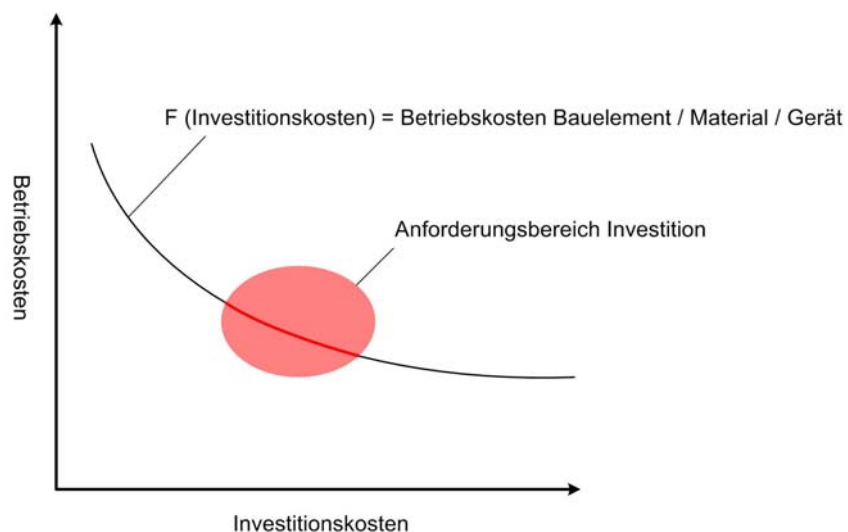 F (Investitionskosten) = Betriebskosten Bauelement / Material / Gerät
Anforderungsbereich Investition
Betriebskosten
Investitionskosten